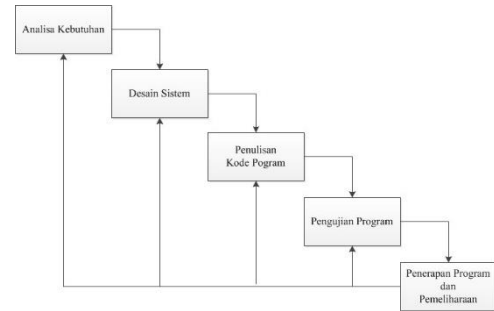 Analisa Kebutuhan
Desain Sistem
Penulisan
Kode Pogram
Pengujian Program
Penerapan Program
dan
Pemeliharaan